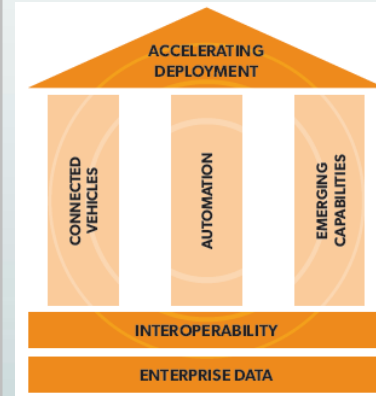 ACCELERATING
DEPLOYMENT
CONNECTED
VEHICLES
AUTOMATION
EMERGING
CAPABILITIES
INTEROPERABILITY
ENTERPRISE DATA